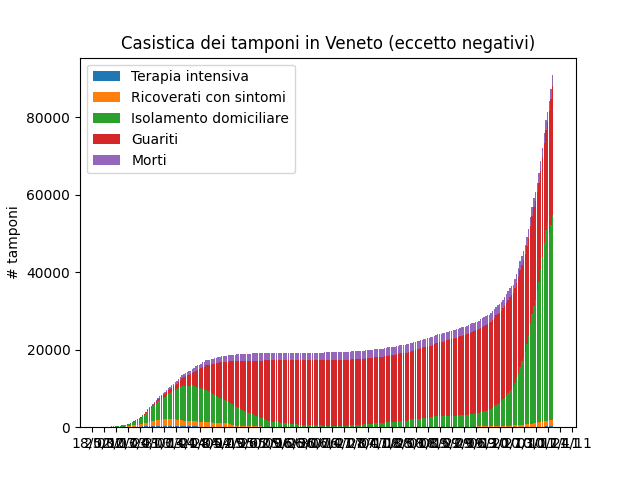 Casistica dei tamponi in Veneto (eccetto negativi)
Terapia intensiva
Ricoverati con sintomi
Isolamento domiciliare
Guariti
Morti
# tamponi
80000
60000
40000
20000
0